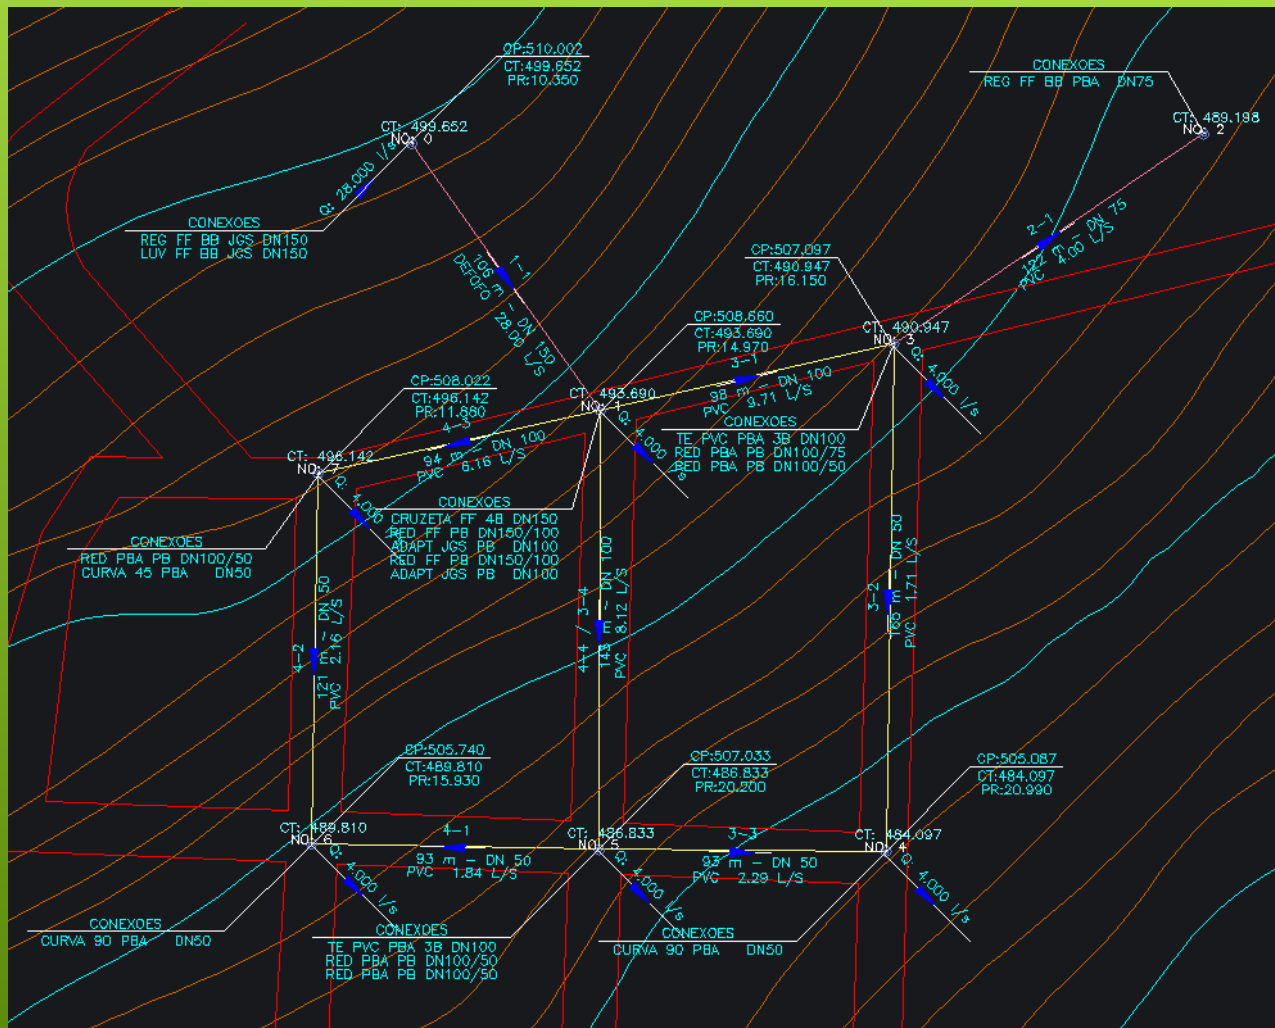 CP:510.002
CT:499.652
PR:10.350
CT: 499.652
NO: 0
Q: 28.000 l/s
CONEXOES
REG FF BB JGS DN150
LUV FF BB JGS DN150
1-1
106 m - DN 150
DEFOFO 28.00 L/S
CONEXOES
REG FF BB PBA DN75
CT: 489.198
NO: 2
2-1
122 m - DN 75
PVC 4.00 L/S
CP:507.097
CT:490.947
PR:16.150
CT: 490.947
NO: 3
Q: 4.000 l/s
CP:508.660
CT:493.690
PR:14.970
3-1
98 m - DN 100
PVC 9.71 L/S
CT: 493.690
NO: 1
Q: 4.000 l/s
CONEXOES
TE PVC PBA 3B DN100
RED PBA PB DN100/75
RED PBA PB DN100/50
CP:508.022
CT:496.142
PR:11.880
4-3
94 m - DN 100
PVC 6.16 L/S
CT: 496.142
NO: 7
Q: 4.000
CONEXOES
CRUZETA FF 4B DN150
RED FF PB DN150/100
ADAPT JGS PB DN100
RED FF PB DN150/100
ADAPT JGS PB DN100
CONEXOES
RED PBA PB DN100/50
CURVA 45 PBA DN50
4-2
121 m - DN 50
PVC 2.16 L/S
4-4 / 3-4
m - DN 100
PVC 8.12 L/S
3-2
165 m - DN 50
PVC 1.71 L/S
CP:505.740
CT:489.810
PR:15.930
CT: 489.810
NO: 6
Q: 4.000 l/s
4-1
93 m - DN 50
PVC 1.84 L/S
CP:507.033
CT:486.833
PR:20.200
CT: 486.833
NO: 5
Q: 4.000 l/s
3-3
93 m - DN 50
PVC 2.29 L/S
CP:505.087
CT:484.097
PR:20.990
CT: 484.097
NO: 4
Q: 4.000 l/s
CONEXOES
CURVA 90 PBA DN50
CONEXOES
TE PVC PBA 3B DN100
RED PBA PB DN100/50
RED PBA PB DN100/50
CONEXOES
CURVA 90 PBA DN50